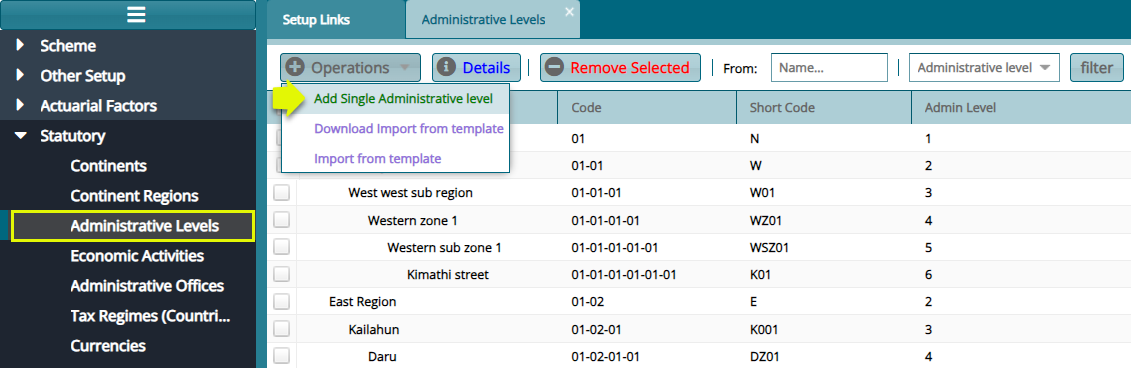 Setup Links
Administrative Levels
Scheme
Other Setup
Actuarial Factors
Statutory
Continents
Continent Regions
Administrative Levels
Economic Activities
Administrative Offices
Tax Regimes (Countri...
Currencies
Operations Details Remove Selected From: Name... Administrative level filter
Add Single Administrative level
Download Import from template
Import from template
Code Short Code Admin Level
01 N 1
01-01 W 2
West west sub region 01-01-01 W01 3
Western zone 1 01-01-01-01 WZ01 4
Western sub zone 1 01-01-01-01-01 WSZ01 5
Kimathi street 01-01-01-01-01-01 K01 6
East Region 01-02 E 2
Kailahun 01-02-01 K001 3
Daru 01-02-01-01 DZ01 4